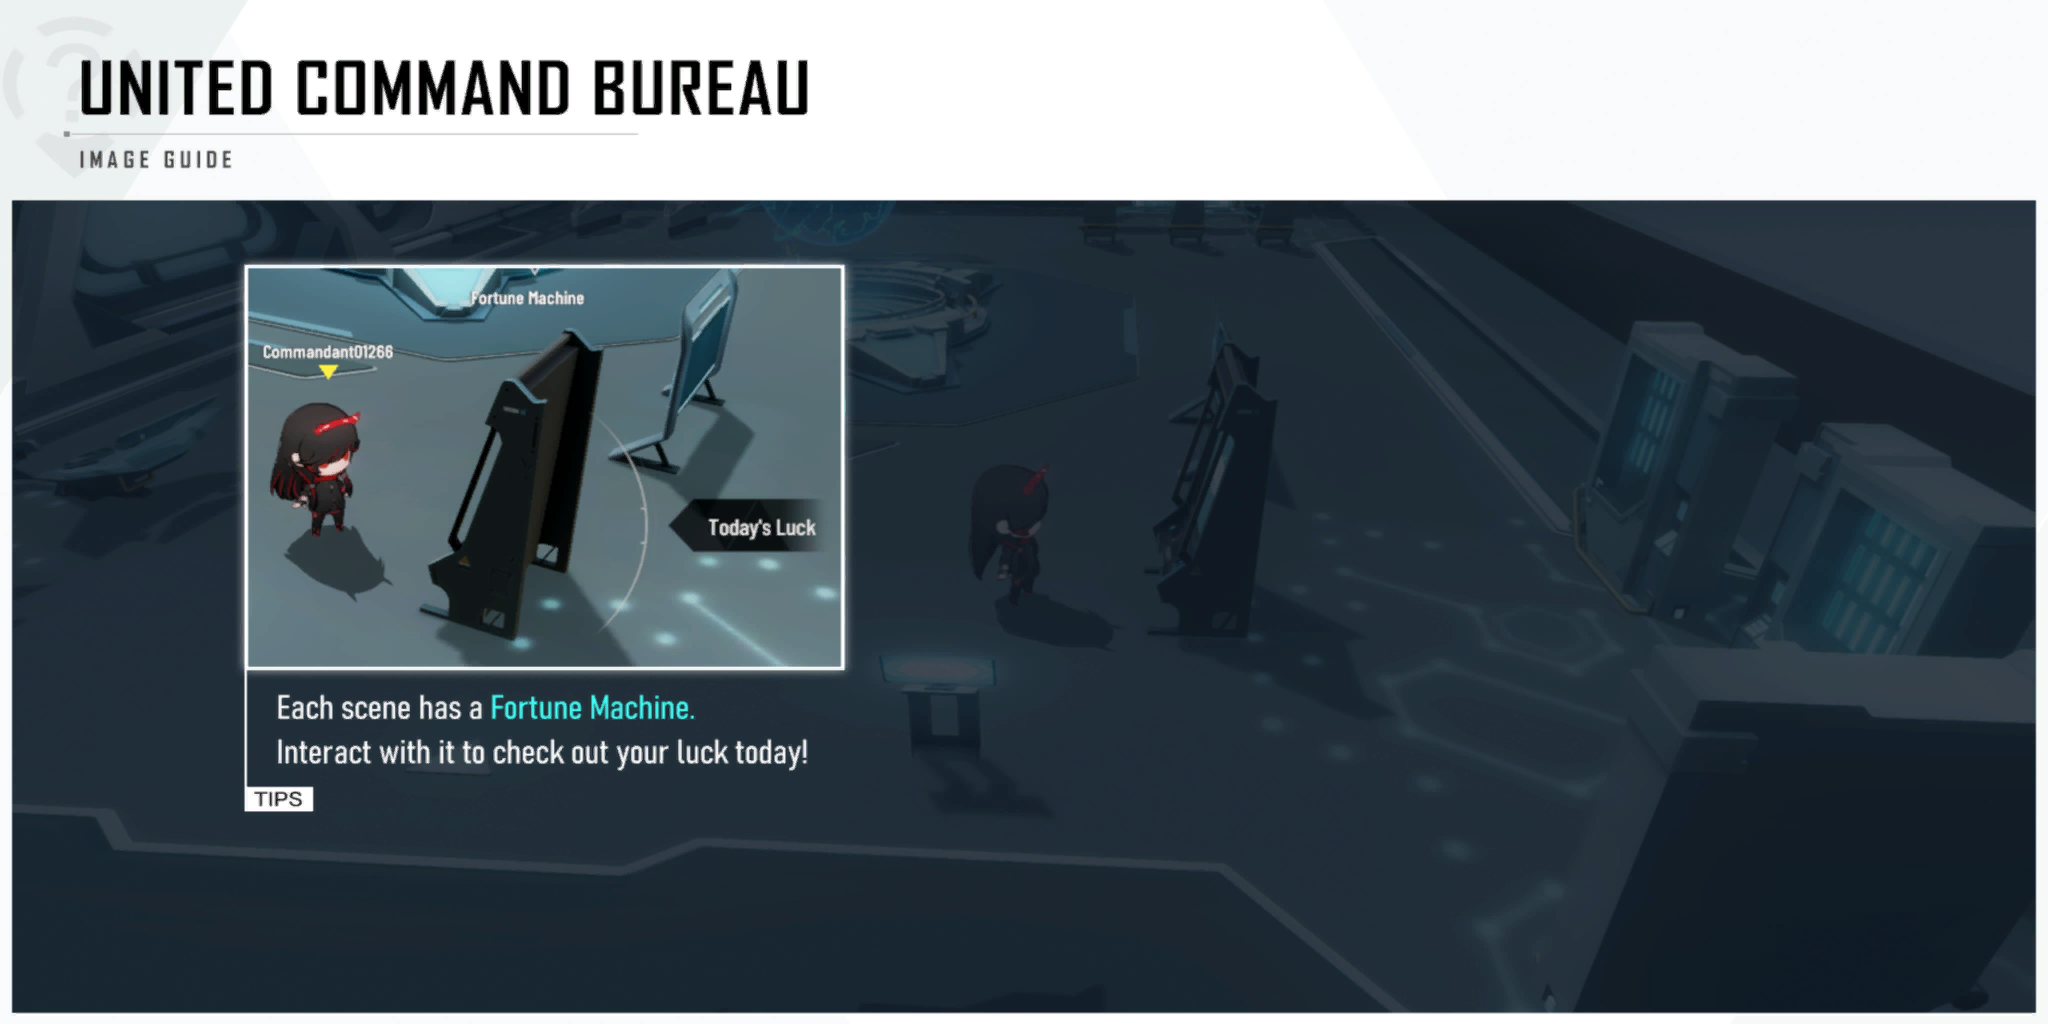 UNITED COMMAND BUREAU
IMAGE GUIDE
Fortune Machine
Commandant01266
Today's Luck
Each scene has a Fortune Machine.
Interact with it to check out your luck today!
TIPS